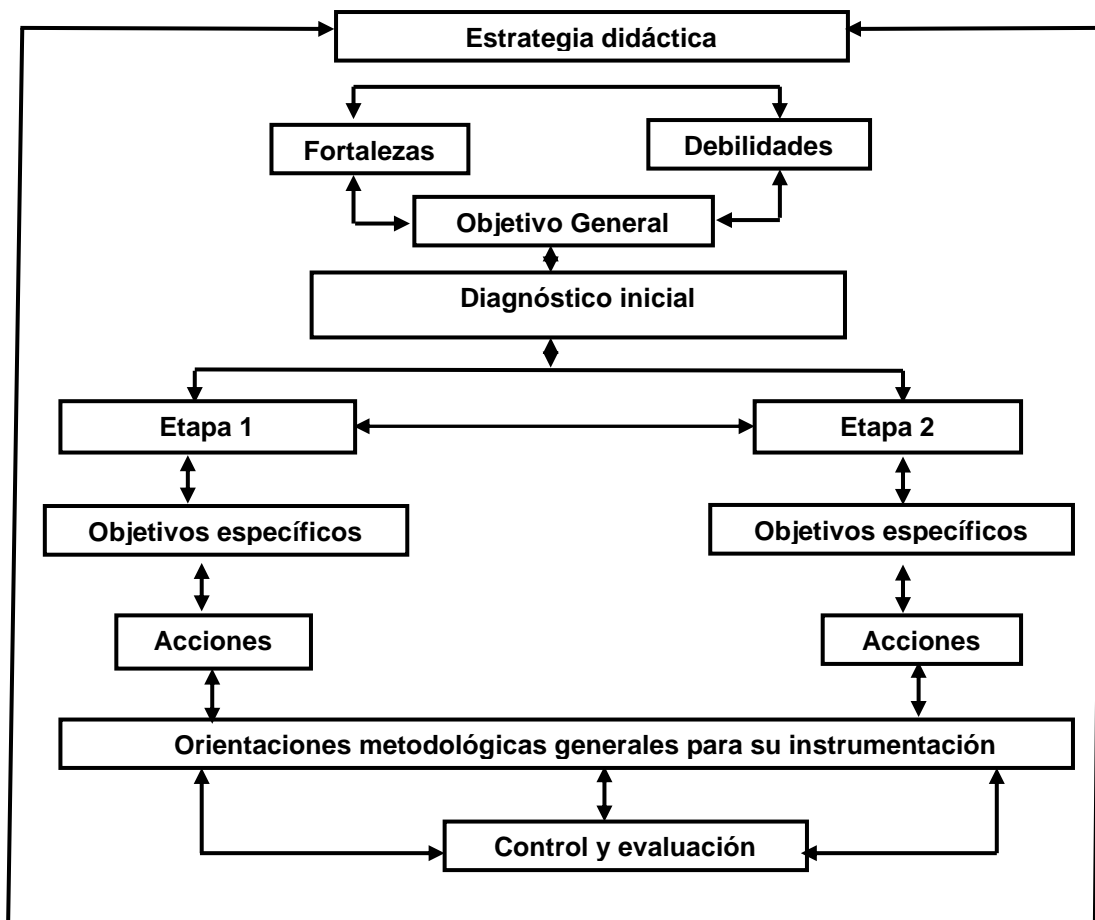 Estrategia didáctica
Fortalezas
Debilidades
Objetivo General
Diagnóstico inicial
Etapa 1
Etapa 2
Objetivos específicos
Objetivos específicos
Acciones
Acciones
Orientaciones metodológicas generales para su instrumentación
Control y evaluación